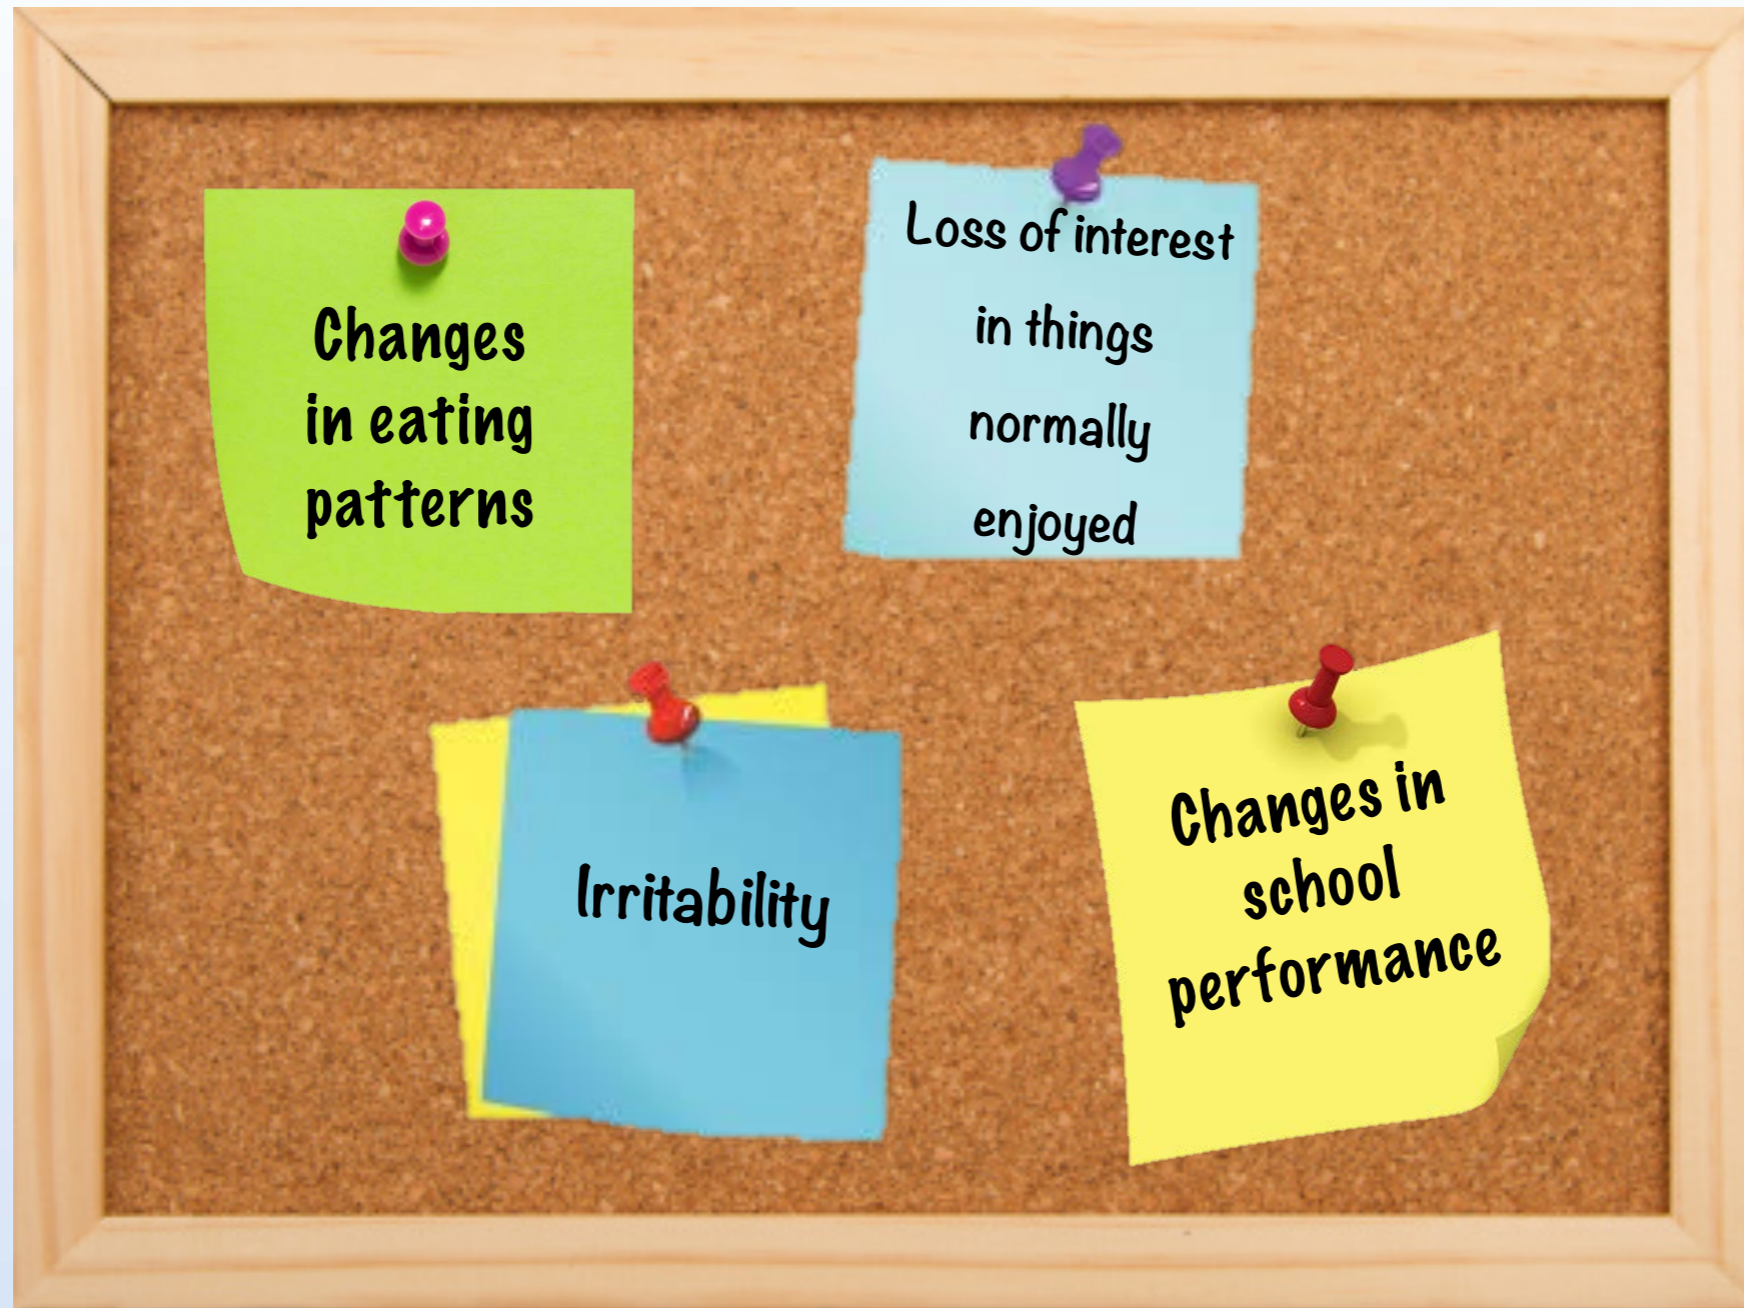 Changes
in eating
patterns
Loss of interest
in things
normally
enjoyed
Irritability
Changes in
school
performance